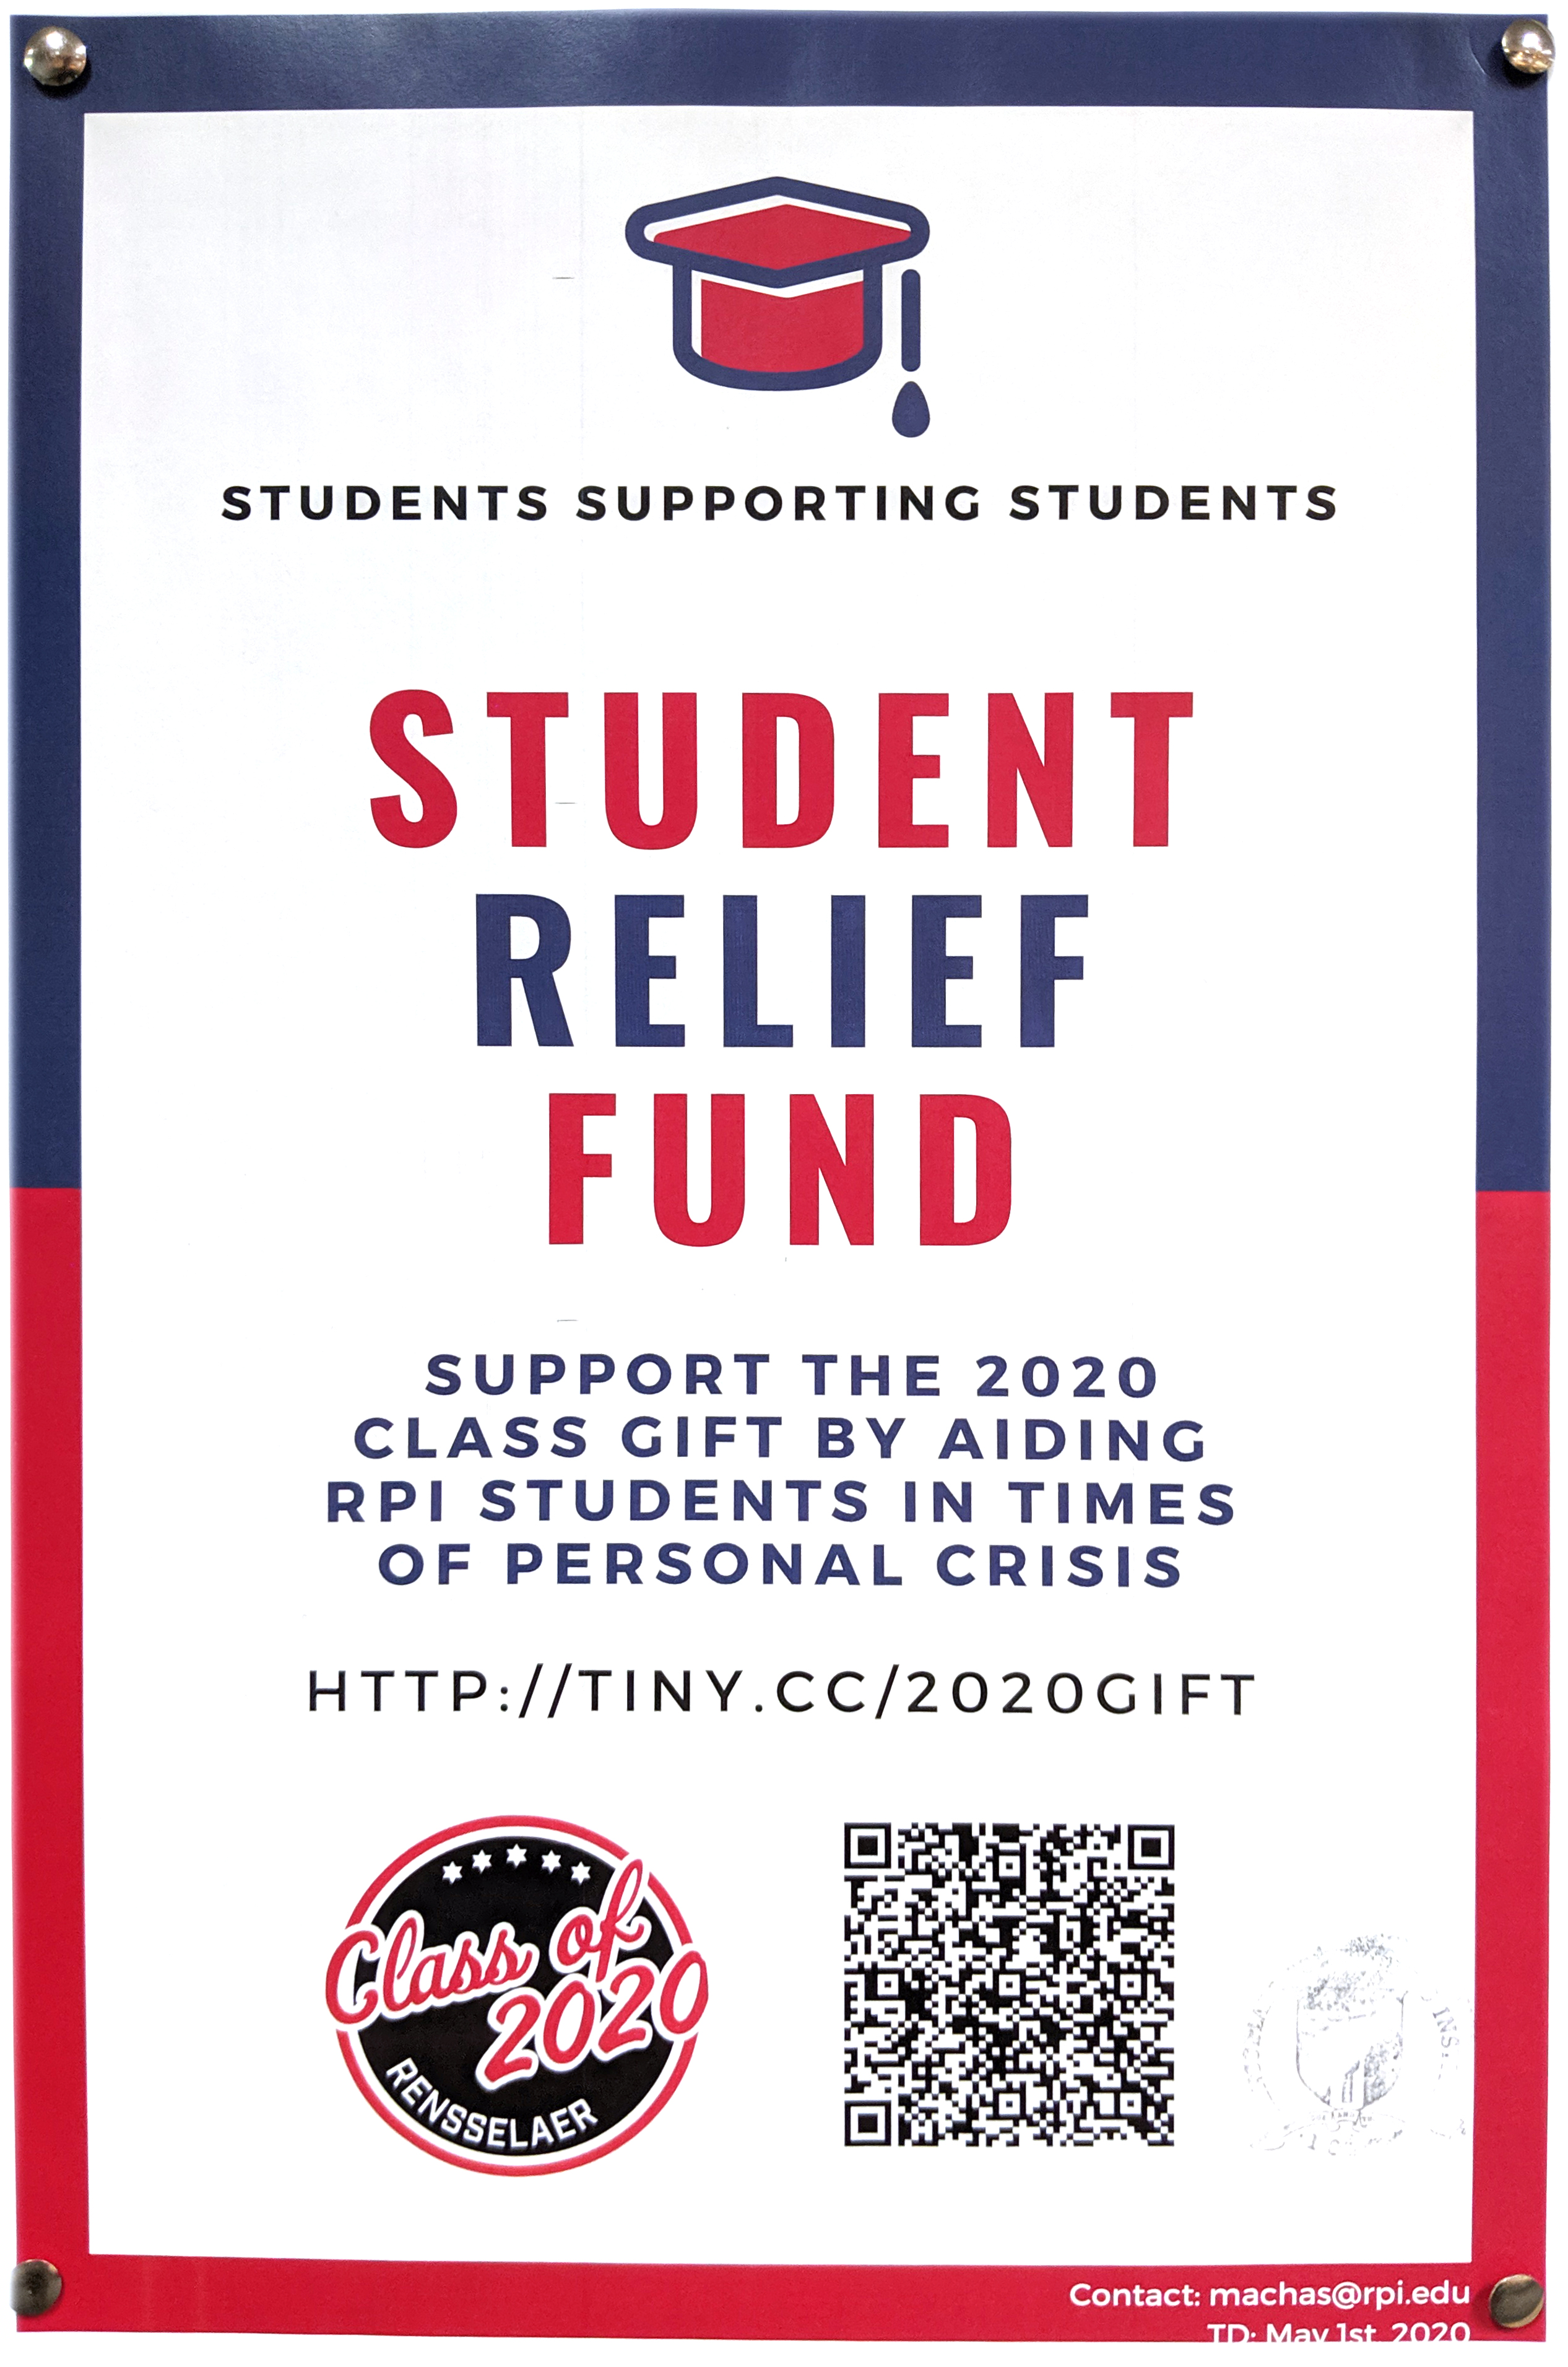 STUDENTS SUPPORTING STUDENTS
STUDENT
RELIEF
FUND
SUPPORT THE 2020
CLASS GIFT BY AIDING
RPI STUDENTS IN TIMES
OF PERSONAL CRISIS
HTTP://TINY.CC/2020GIFT
Class of
2020
RENSSELAER
Contact: machas@rpi.edu
TD: May 1st, 2020